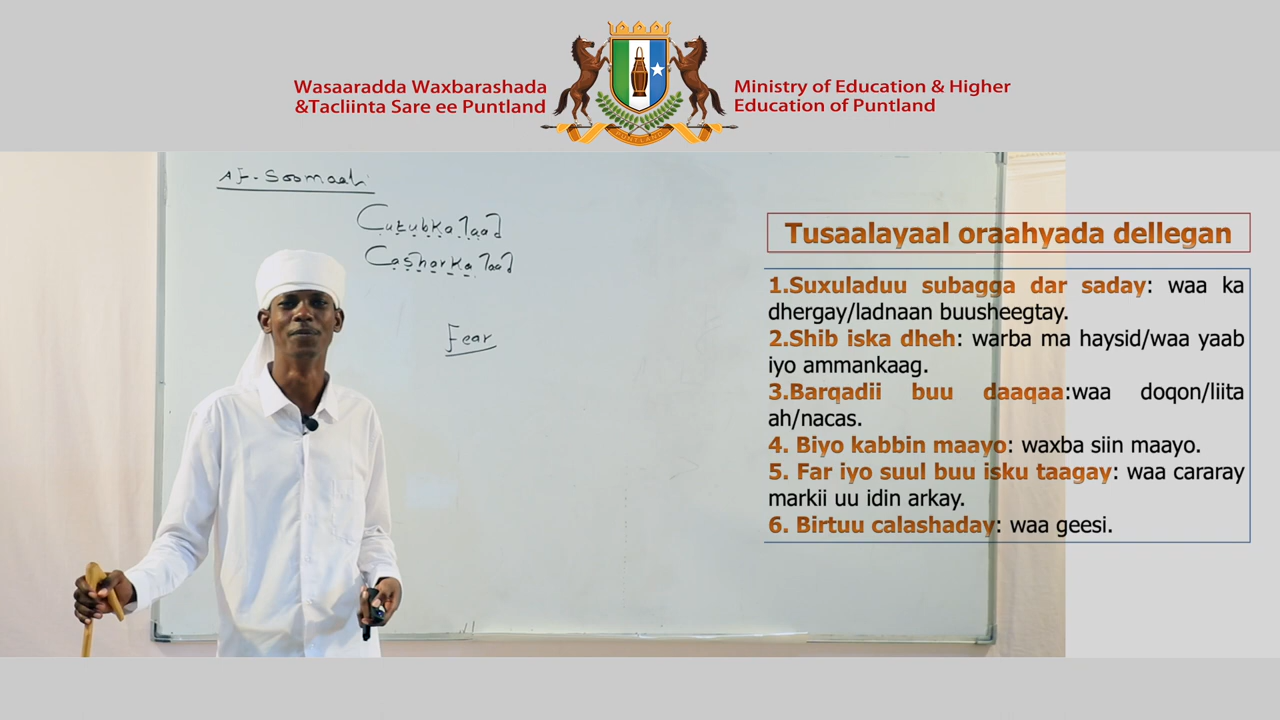 Wasaaradda Waxbarashada
&Tacliinta Sare ee Puntland
Ministry of Education & Higher
Education of Puntland
PUNTLAND
AF-Soomaali
Cutubka 1aad
Casharka 1aad
Fear
Tusaalayaal oraahyada dellegan
1.Suxuladuu subagga dar saday: waa ka
dhergay/ladnaan buusheegtay.
2.Shib iska dheh: warba ma haysid/waa yaab
iyo ammankaag.
3.Barqadii buu daaqaa:waa doqon/liita
ah/nacas.
4. Biyo kabbin maayo: waxba siin maayo.
5. Far iyo suul buu isku taagay: waa cararay
markii uu idin arkay.
6. Birtuu calashaday: waa geesi.